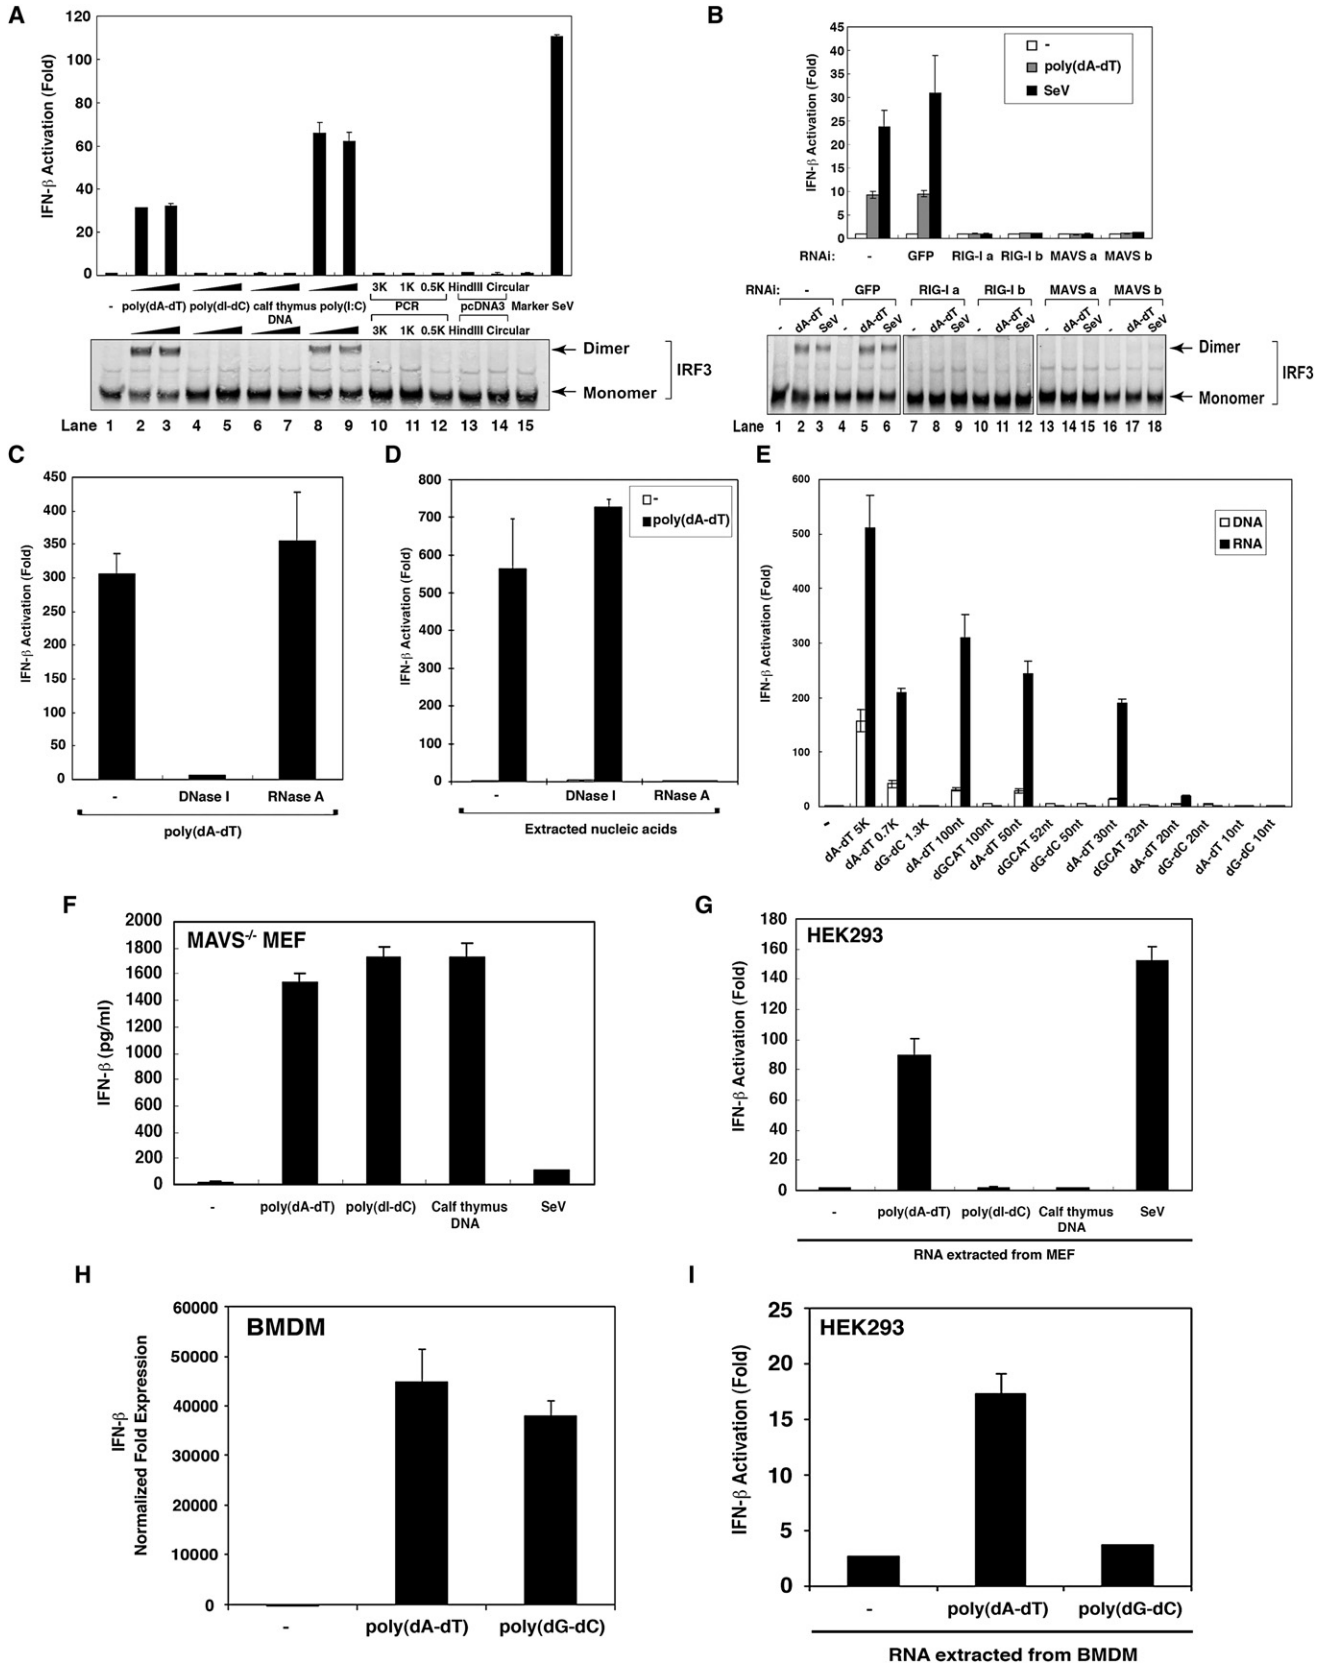 A
IFN-β Activation (Fold)
120
100
80
60
40
20
0
3K 1K 0.5K HindIII Circular
- poly(dA-dT) poly(dI-dC) calf thymus DNA poly(I:C) PCR pcDNA3 Marker SeV
3K 1K 0.5K HindIII Circular
Dimer
Monomer
IRF3
Lane 1 2 3 4 5 6 7 8 9 10 11 12 13 14 15
B
IFN-β Activation (Fold)
45
40
35
30
25
20
15
10
5
0
-
poly(dA-dT)
SeV
RNAi: - GFP RIG-I a RIG-I b MAVS a MAVS b
RNAi: - GFP RIG-I a RIG-I b MAVS a MAVS b
- dA-dT SeV - dA-dT SeV - dA-dT SeV - dA-dT SeV - dA-dT SeV - dA-dT SeV
Dimer
Monomer
IRF3
Lane 1 2 3 4 5 6 7 8 9 10 11 12 13 14 15 16 17 18
C
IFN-β Activation (Fold)
450
400
350
300
250
200
150
100
50
0
- DNase I RNase A
poly(dA-dT)
D
IFN-β Activation (Fold)
800
700
600
500
400
300
200
100
0
-
poly(dA-dT)
- DNase I RNase A
Extracted nucleic acids
E
IFN-β Activation (Fold)
600
500
400
300
200
100
0
DNA
RNA
-
dA-dT 5K
dA-dT 0.7K
dG-dC 1.3K
dA-dT 100nt
dGCAT 100nt
dA-dT 50nt
dGCAT 52nt
dG-dC 50nt
dA-dT 30nt
dGCAT 32nt
dA-dT 20nt
dG-dC 20nt
dA-dT 10nt
dG-dC 10nt
F
MAVS-/- MEF
IFN-β (pg/ml)
2000
1800
1600
1400
1200
1000
800
600
400
200
0
- poly(dA-dT) poly(dI-dC) Calf thymus DNA SeV
G
HEK293
IFN-β Activation (Fold)
180
160
140
120
100
80
60
40
20
0
- poly(dA-dT) poly(dI-dC) Calf thymus DNA SeV
RNA extracted from MEF
H
BMDM
IFN-β
Normalized Fold Expression
60000
50000
40000
30000
20000
10000
0
- poly(dA-dT) poly(dG-dC)
I
HEK293
IFN-β Activation (Fold)
25
20
15
10
5
0
- poly(dA-dT) poly(dG-dC)
RNA extracted from BMDM